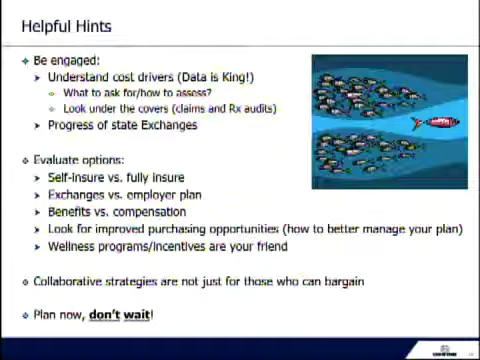 Helpful Hints
Be engaged:
Understand cost drivers (Data is King!)
What to ask for/how to assess?
Look under the covers (claims and Rx audits)
Progress of state Exchanges
Evaluate options:
Self-insure vs. fully insure
Exchanges vs. employer plan
Benefits vs. compensation
Look for improved purchasing opportunities (how to better manage your plan)
Wellness programs/incentives are your friend
Collaborative strategies are not just for those who can bargain
Plan now, don't wait!